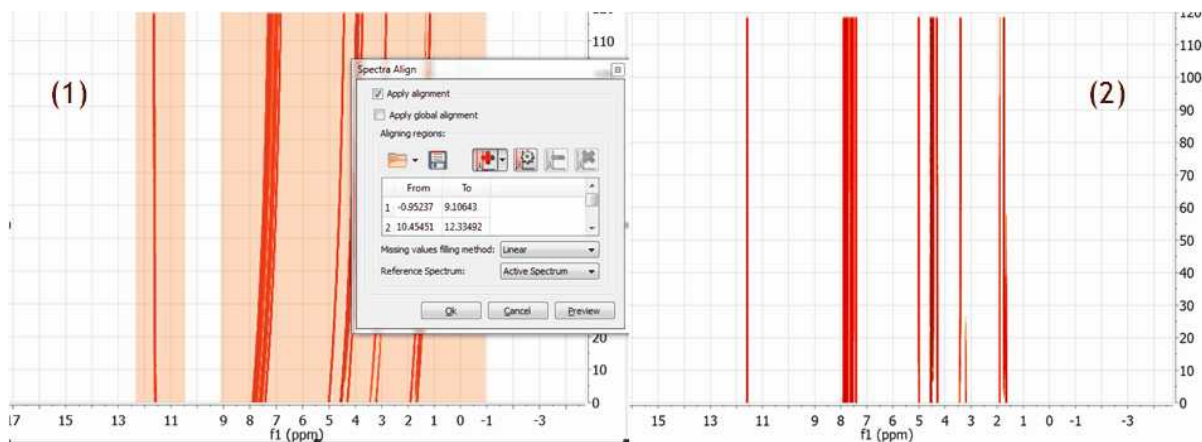 (1)
Spectra Align
Apply alignment
Apply global alignment
Aligning regions:
From To
1 -0.95237 9.10643
2 10.45451 12.33492
Missing values filling method: Linear
Reference Spectrum: Active Spectrum
Ok Cancel Preview
110
20
10
0
17 15 13 11 9 8 7 6 5 4 3 2 1 0 -1 -3
f1 (ppm)
(2)
120
110
100
90
80
70
60
50
40
30
20
10
0
15 13 11 9 8 7 6 5 4 3 2 1 0 -1 -3
f1 (ppm)